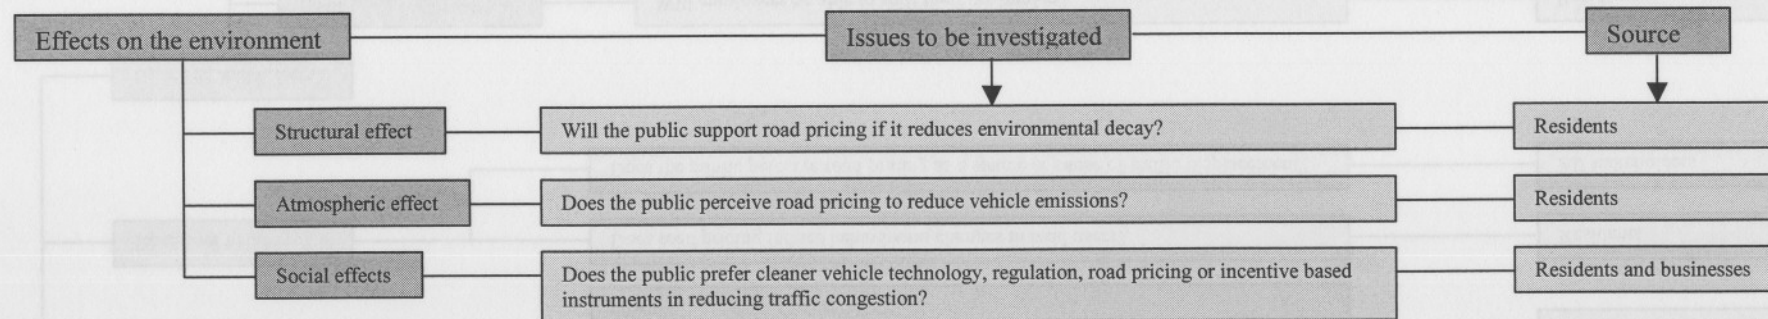 Effects on the environment
Issues to be investigated
Source
Structural effect
Will the public support road pricing if it reduces environmental decay?
Residents
Atmospheric effect
Does the public perceive road pricing to reduce vehicle emissions?
Residents
Social effects
Does the public prefer cleaner vehicle technology, regulation, road pricing or incentive based
instruments in reducing traffic congestion?
Residents and businesses